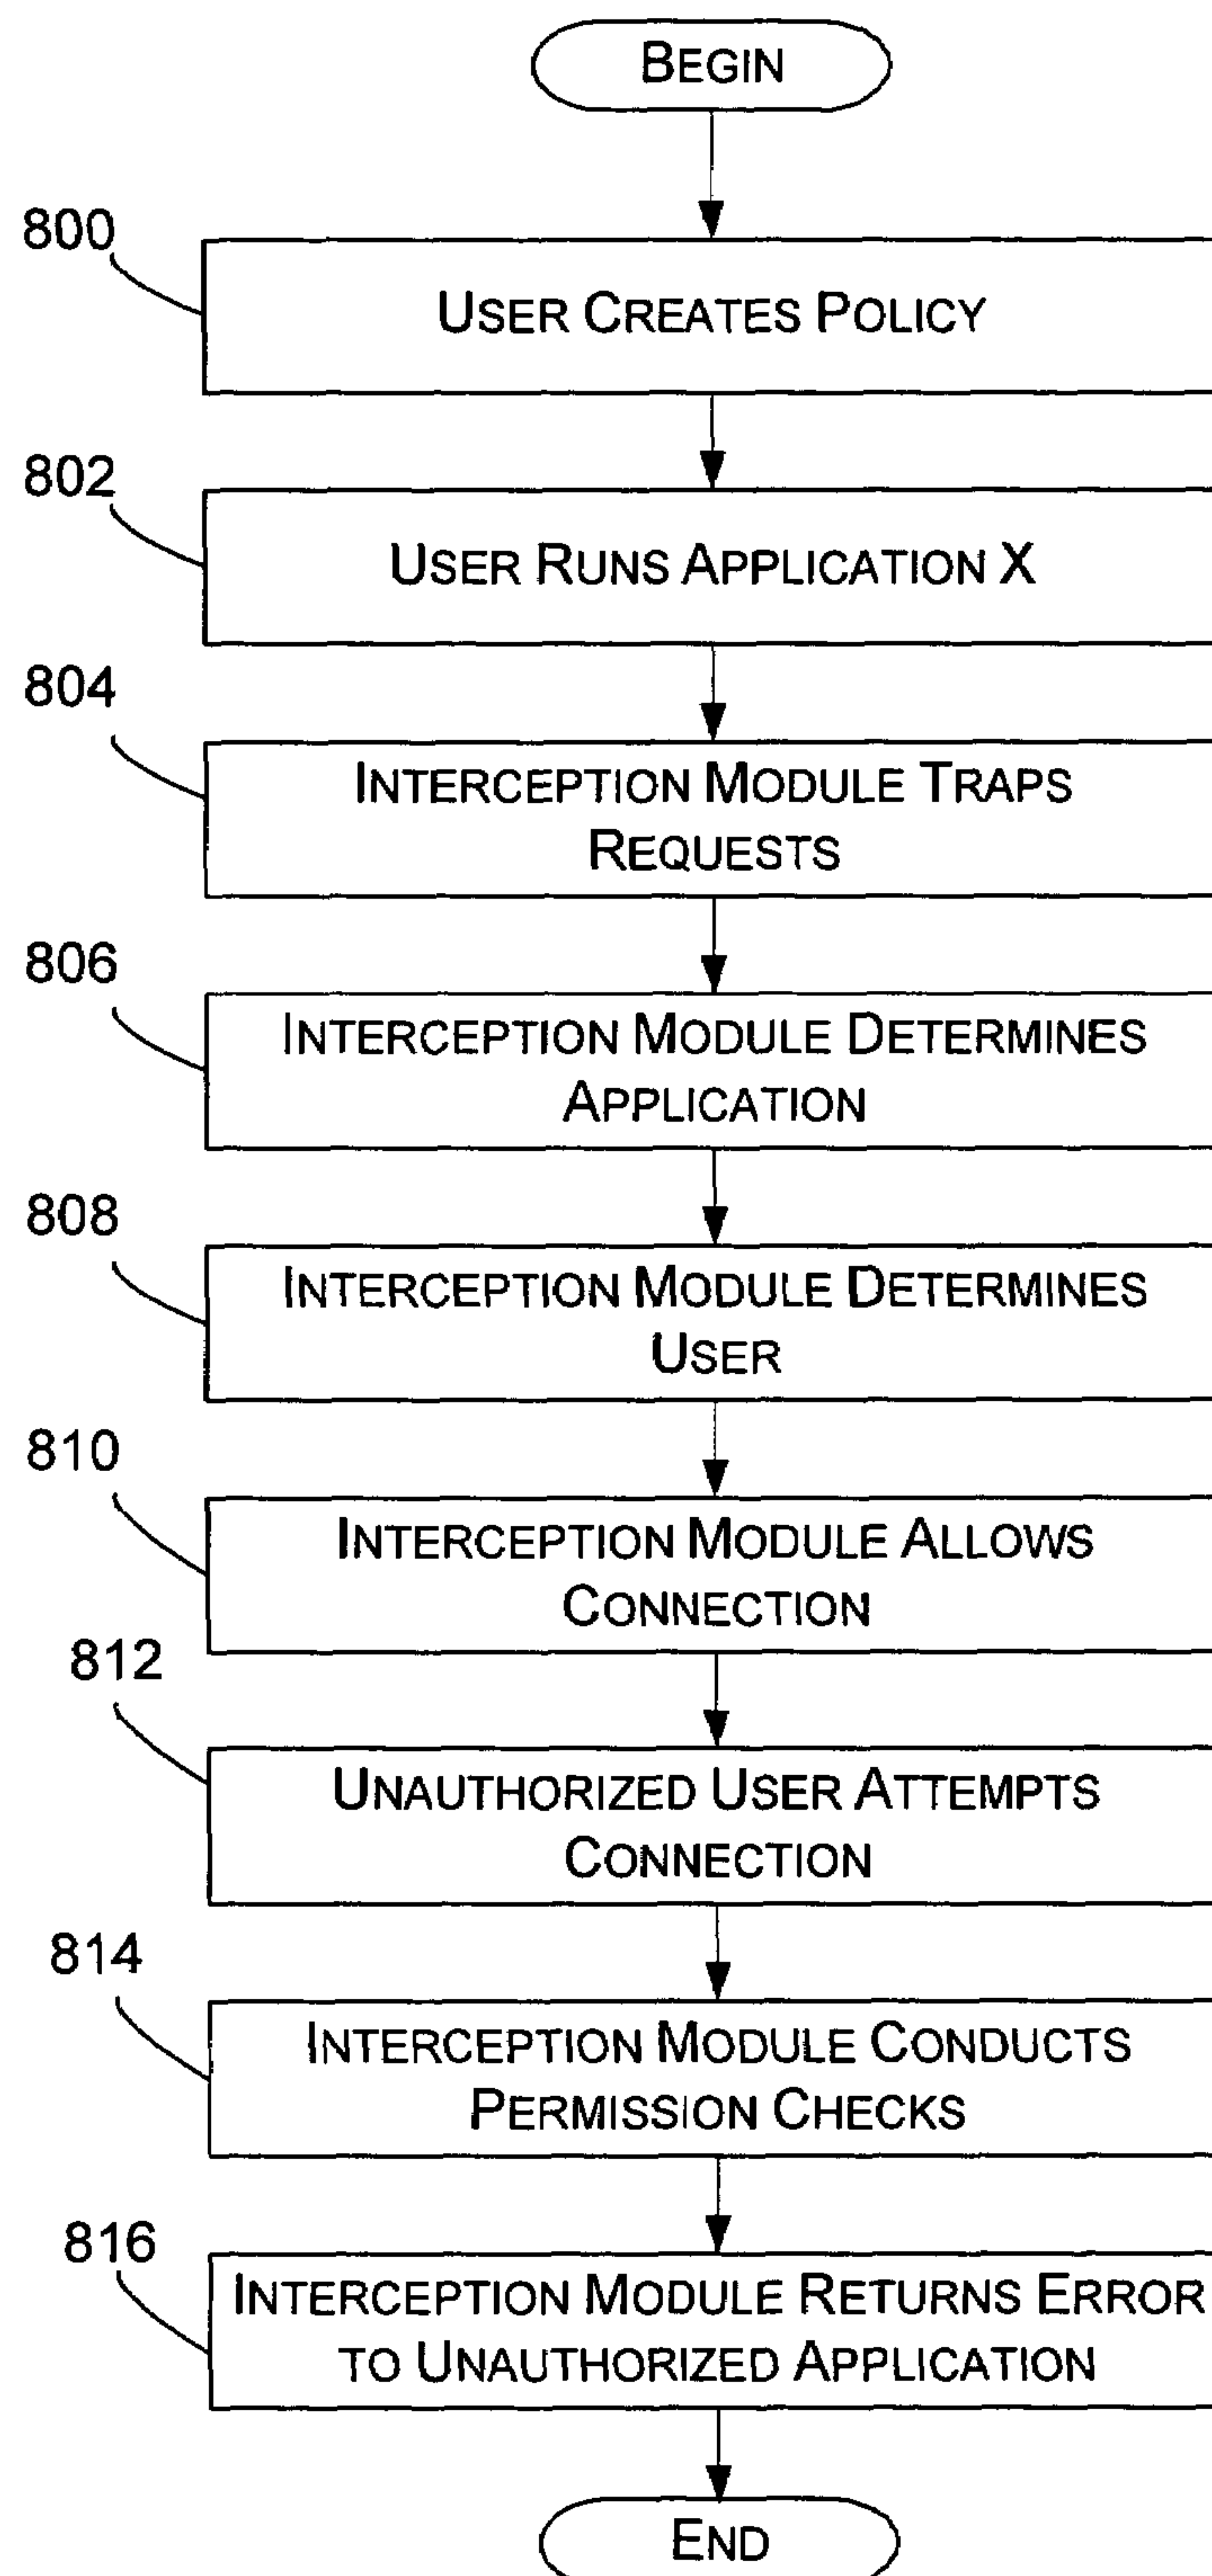 BEGIN
800
USER CREATES POLICY
802
USER RUNS APPLICATION X
804
INTERCEPTION MODULE TRAPS
REQUESTS
806
INTERCEPTION MODULE DETERMINES
APPLICATION
808
INTERCEPTION MODULE DETERMINES
USER
810
INTERCEPTION MODULE ALLOWS
CONNECTION
812
UNAUTHORIZED USER ATTEMPTS
CONNECTION
814
INTERCEPTION MODULE CONDUCTS
PERMISSION CHECKS
816
INTERCEPTION MODULE RETURNS ERROR
TO UNAUTHORIZED APPLICATION
END